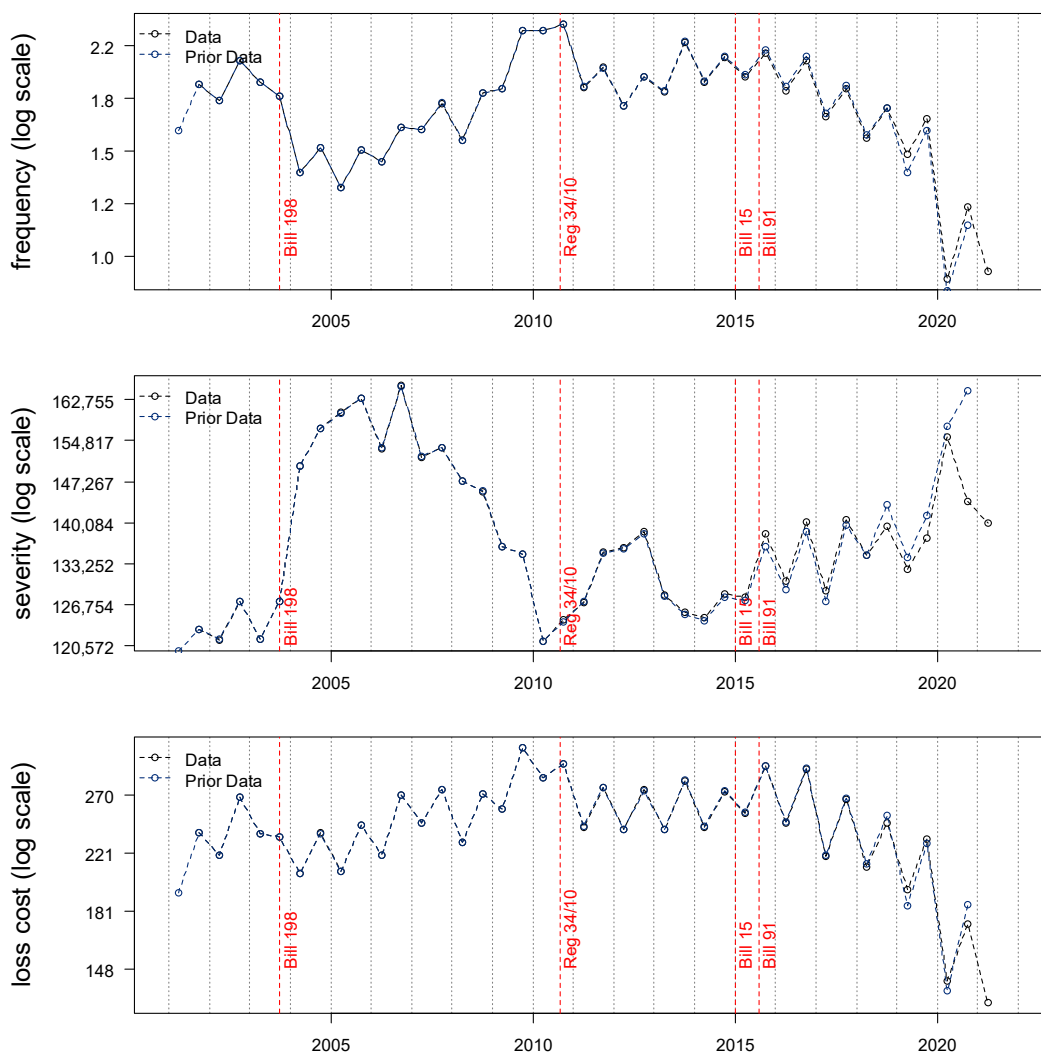 frequency (log scale)
2.2
1.8
1.5
1.2
1.0
Data
Prior Data
Bill 198
Reg 34/10
Bill 15
Bill 91
2005
2010
2015
2020
severity (log scale)
162,755
154,817
147,267
140,084
133,252
126,754
120,572
Data
Prior Data
Bill 198
Reg 34/10
Bill 15
Bill 91
2005
2010
2015
2020
loss cost (log scale)
270
221
181
148
Data
Prior Data
Bill 198
Reg 34/10
Bill 15
Bill 91
2005
2010
2015
2020